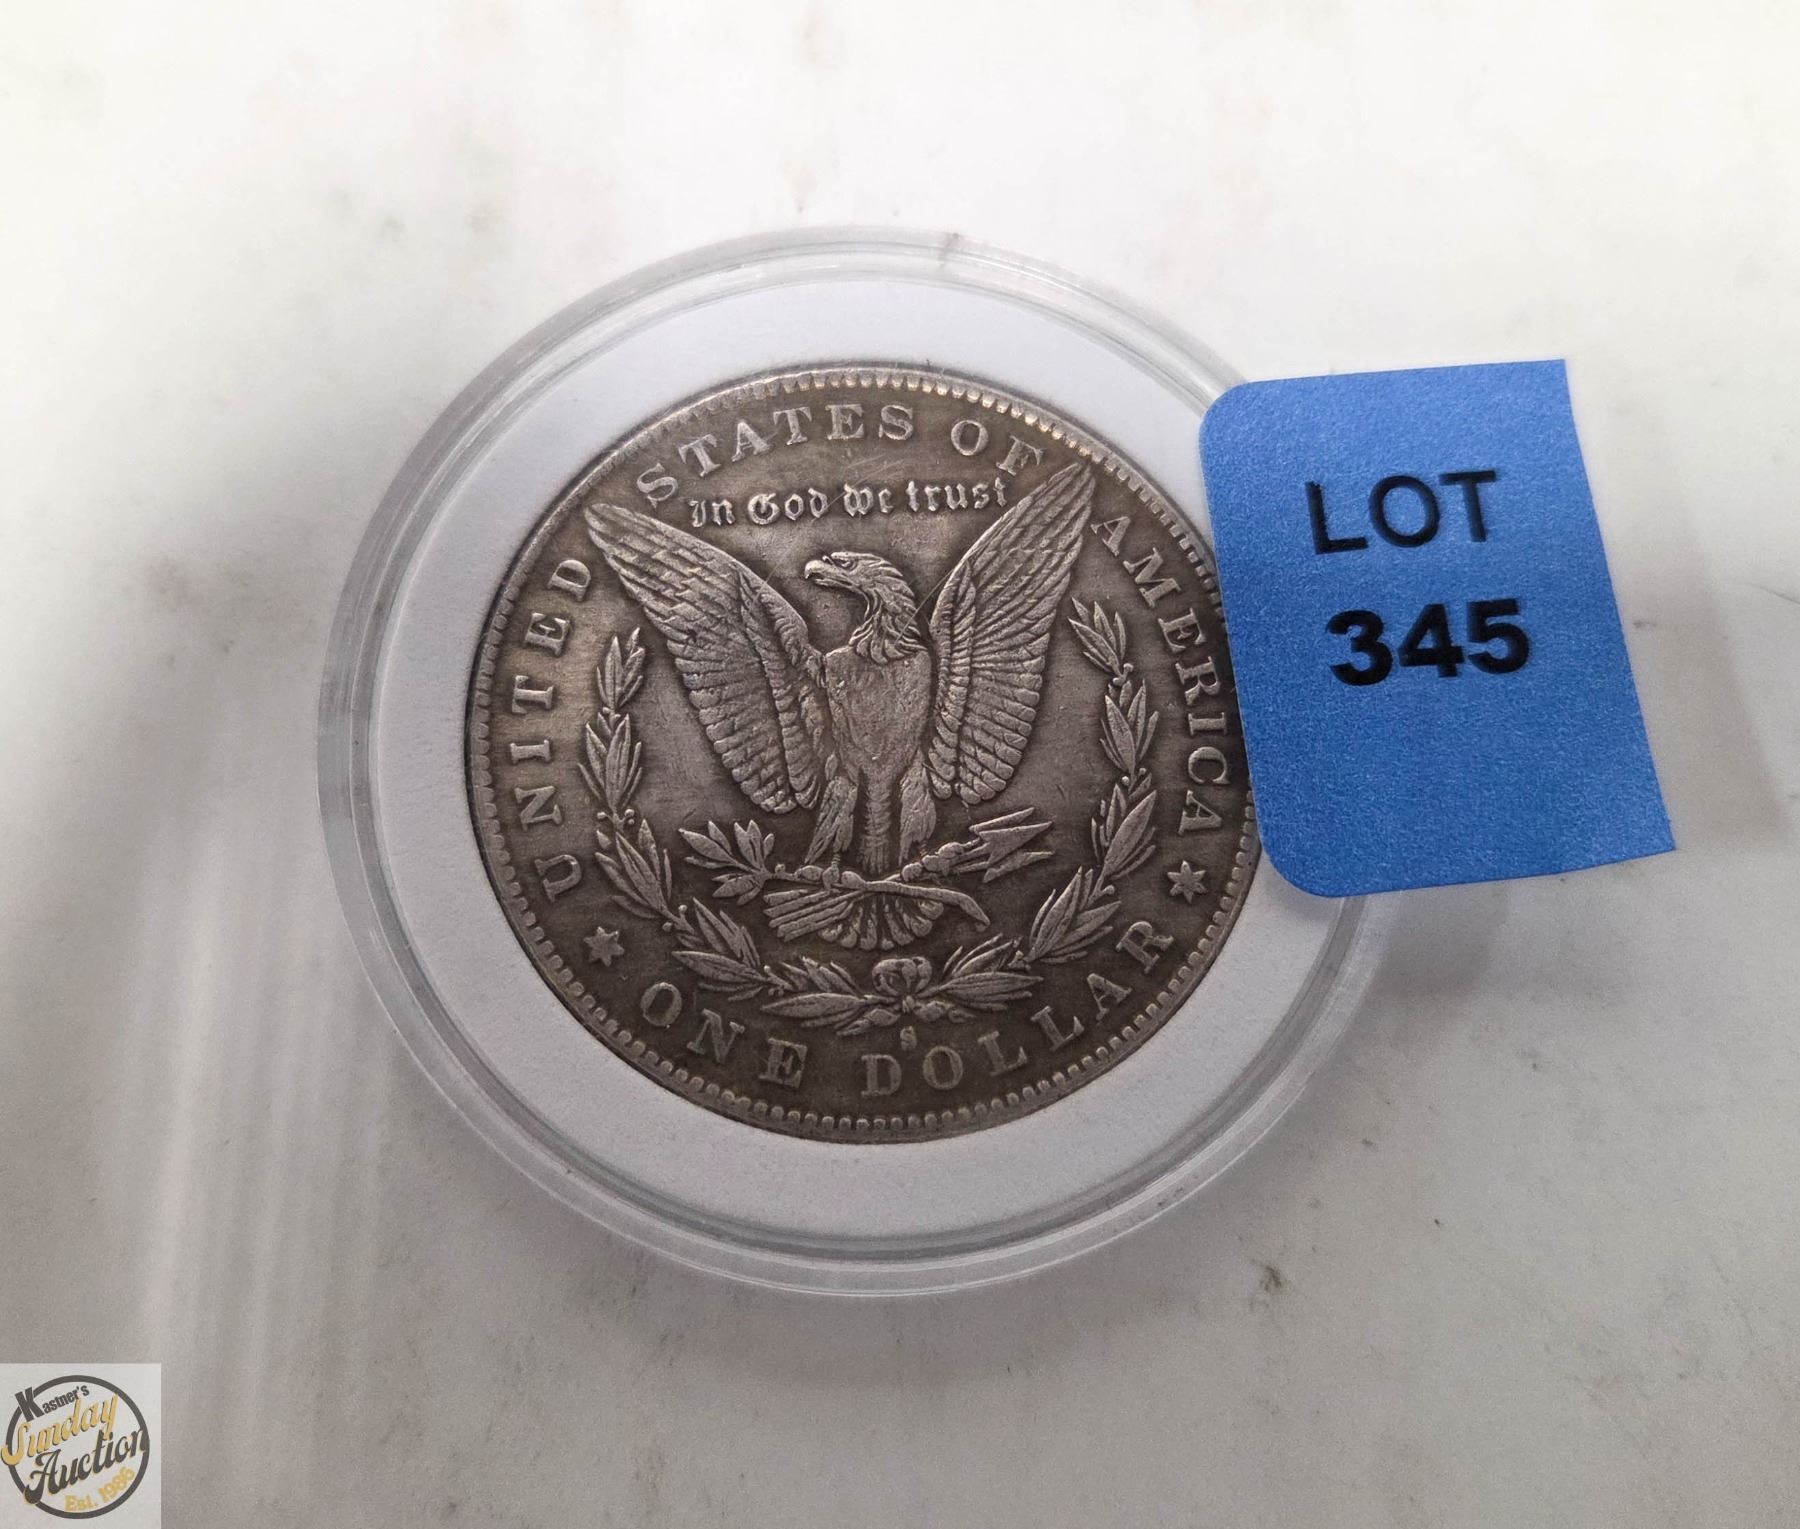 UNITED STATES OF AMERICA
In God we trust
S
ONE DOLLAR
LOT
345
Kastner's
Sunday
Auction
Est. 1986